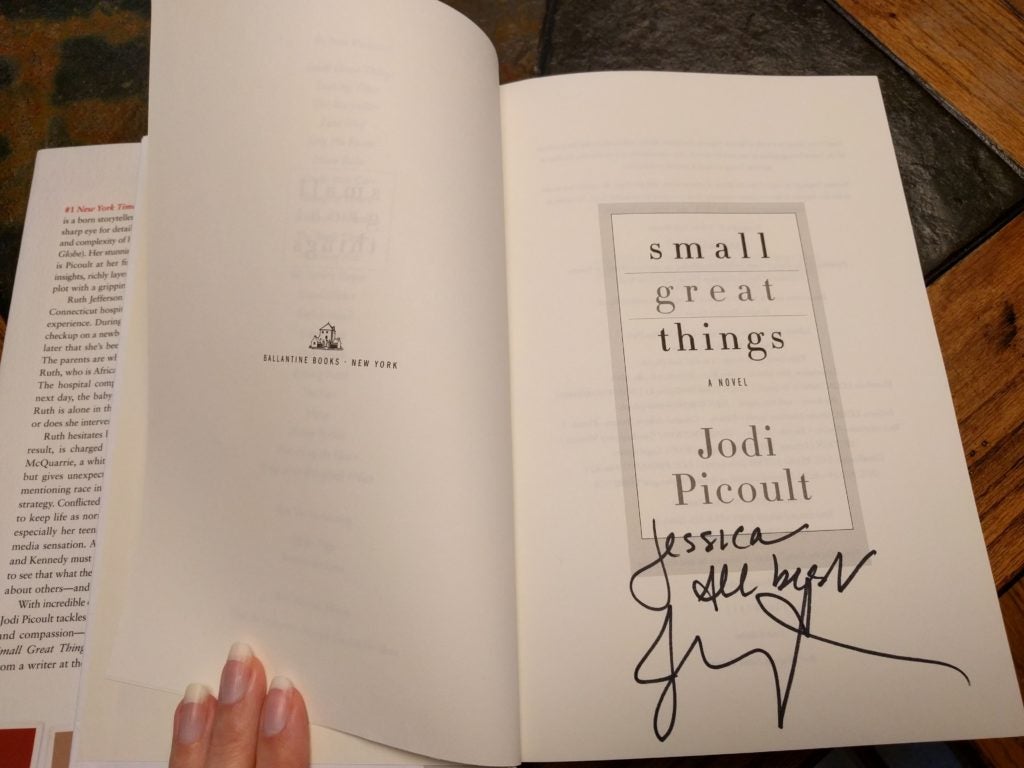 #1 New York Time
is a born storytelle
sharp eye for detai
and complexity of
Globe). Her stunni
is Picoult at her fi
insights, richly laye
plot with a grippin
Ruth Jefferson
Connecticut hospi
experience. During
checkup on a newb
later that she's bee
The parents are wh
Ruth, who is Africa
The hospital comp
next day, the baby
Ruth is alone in th
or does she interve
Ruth hesitates
result, is charged
McQuarrie, a whit
but gives unexpect
mentioning race in
strategy. Conflicted
to keep life as nor
especially her teen
media sensation. A
and Kennedy must
to see that what the
about others—and
With incredible
Jodi Picoult tackles
and compassion—
mall Great Thing
om a writer at the
BALLANTINE BOOKS · NEW YORK
small
great
things
A NOVEL
Jodi
Picoult
Jessica
All best